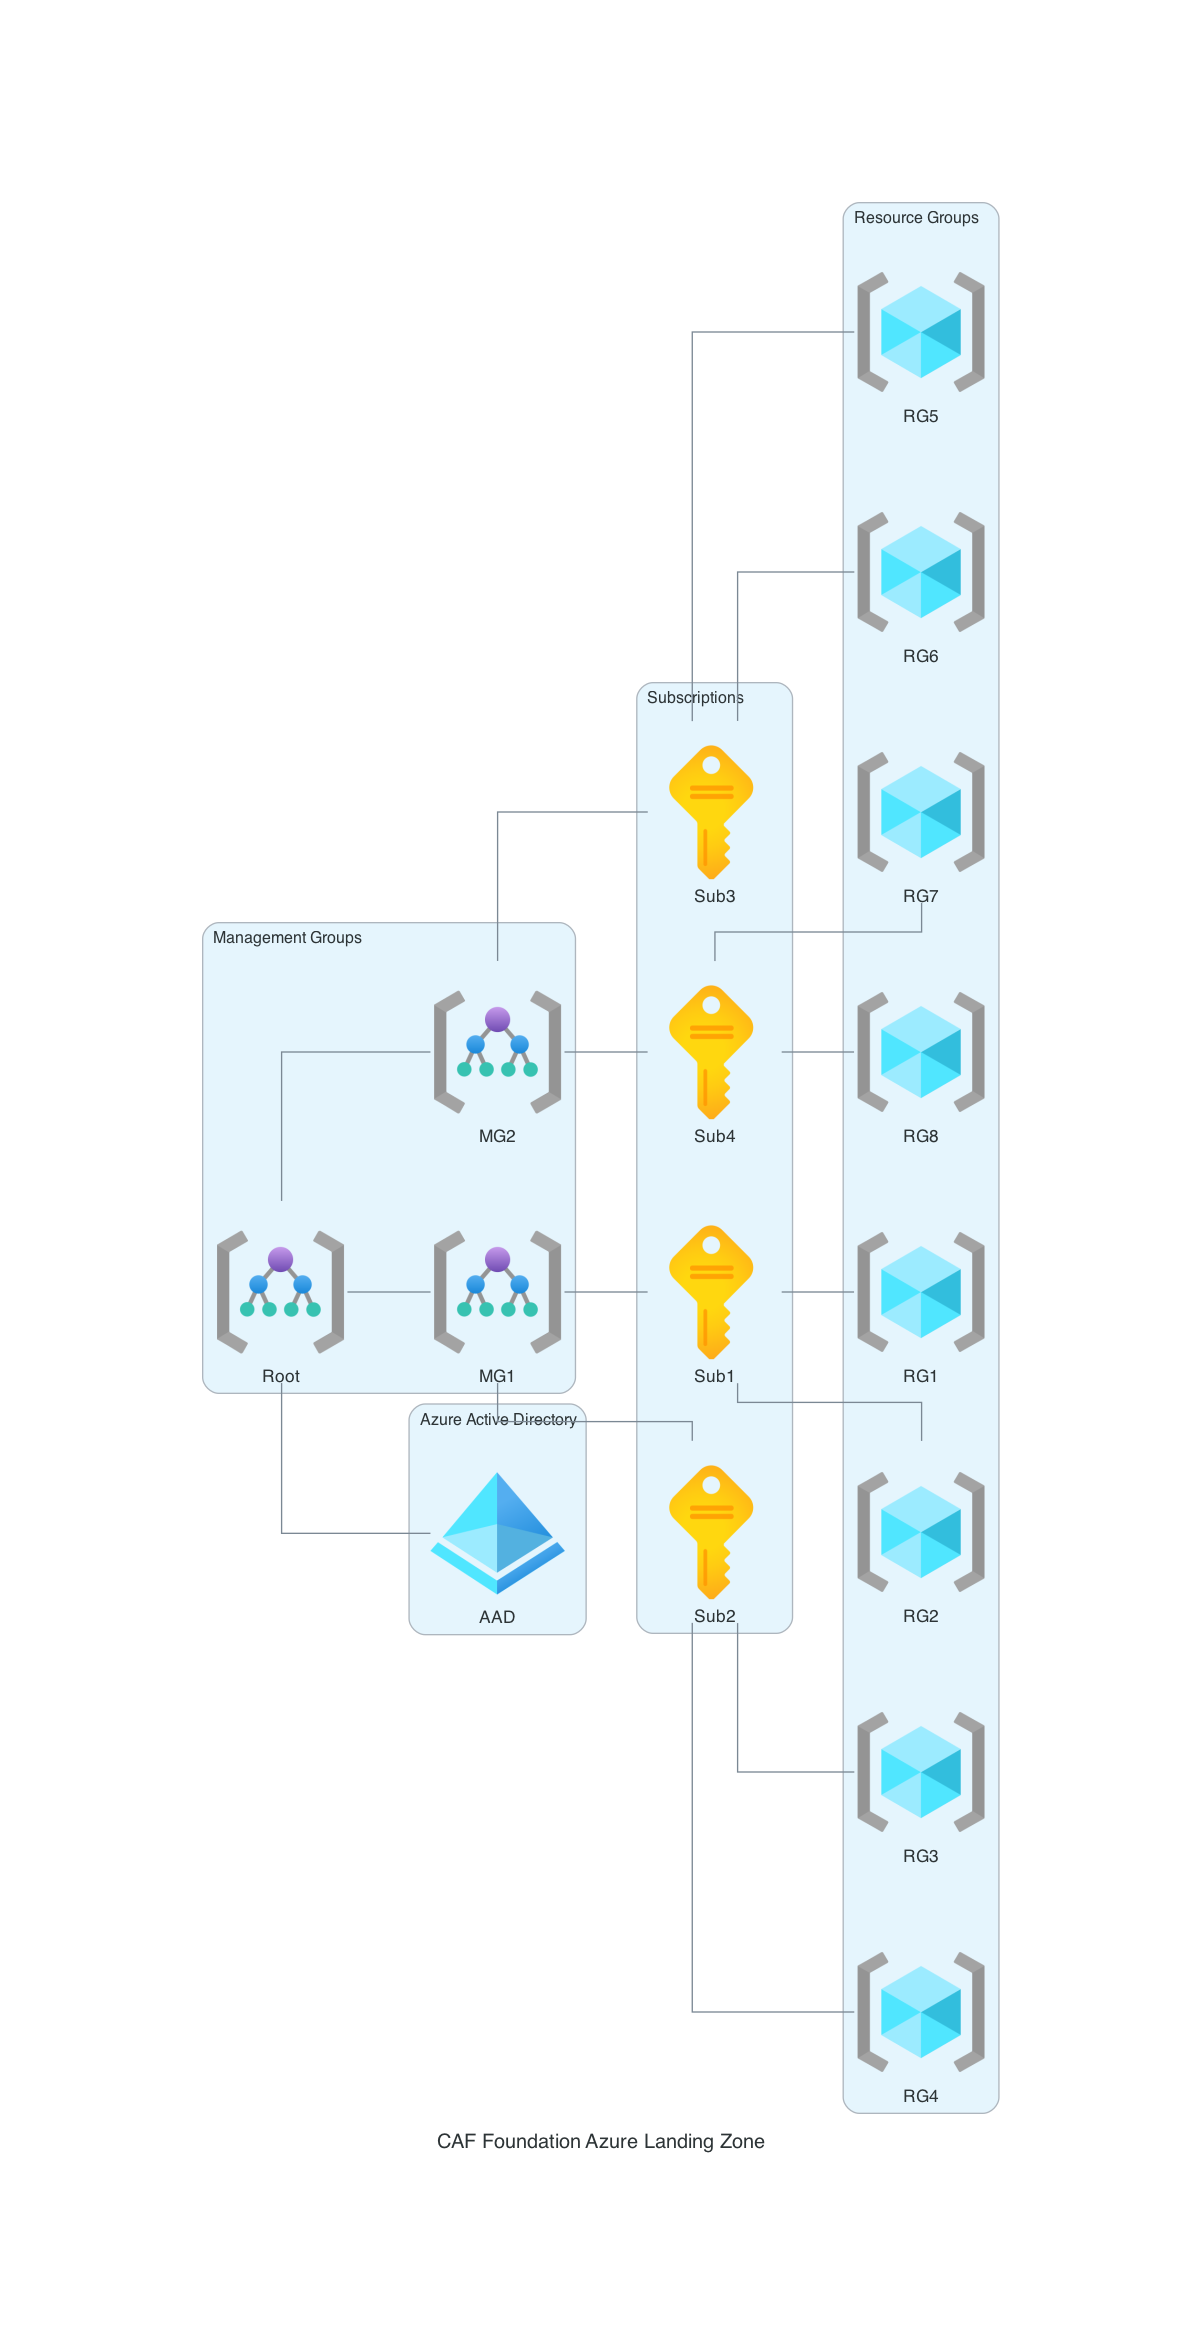 Resource Groups
RG5
RG6
Subscriptions
RG7
Sub3
Management Groups
MG2
Sub4
RG8
Root
MG1
Sub1
RG1
Azure Active Directory
AAD
Sub2
RG2
RG3
RG4
CAF Foundation Azure Landing Zone